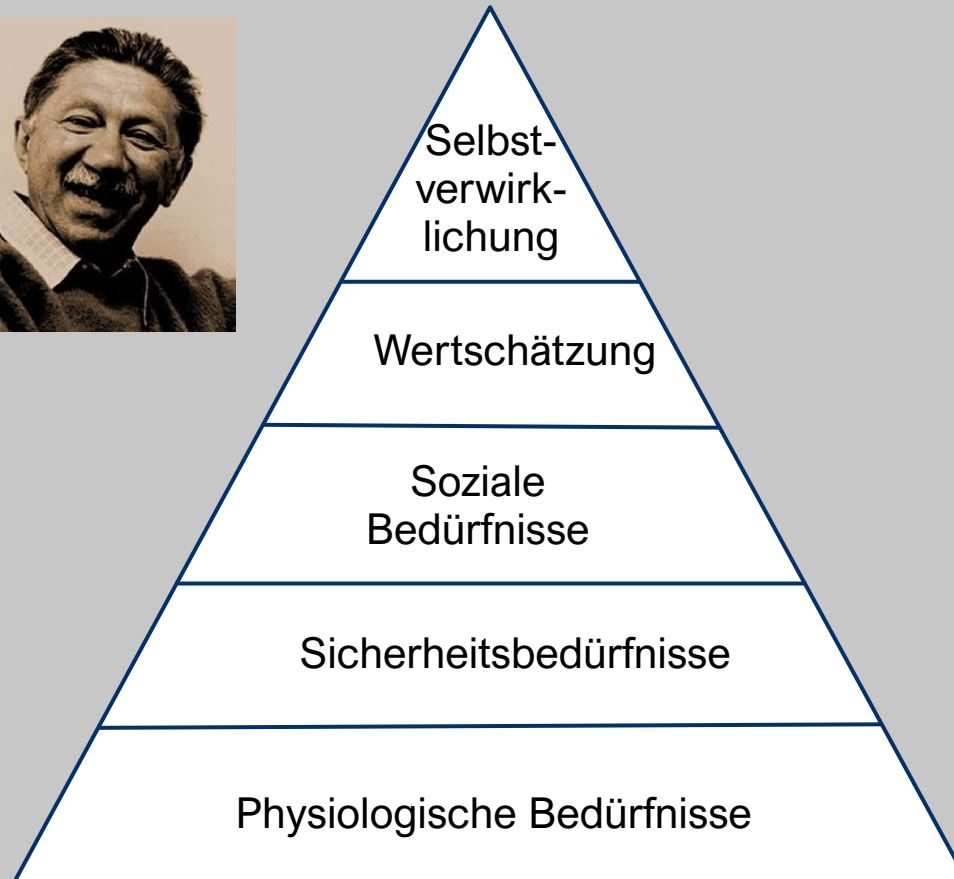 Selbst-
verwirk-
lichung
Wertschätzung
Soziale
Bedürfnisse
Sicherheitsbedürfnisse
Physiologische Bedürfnisse